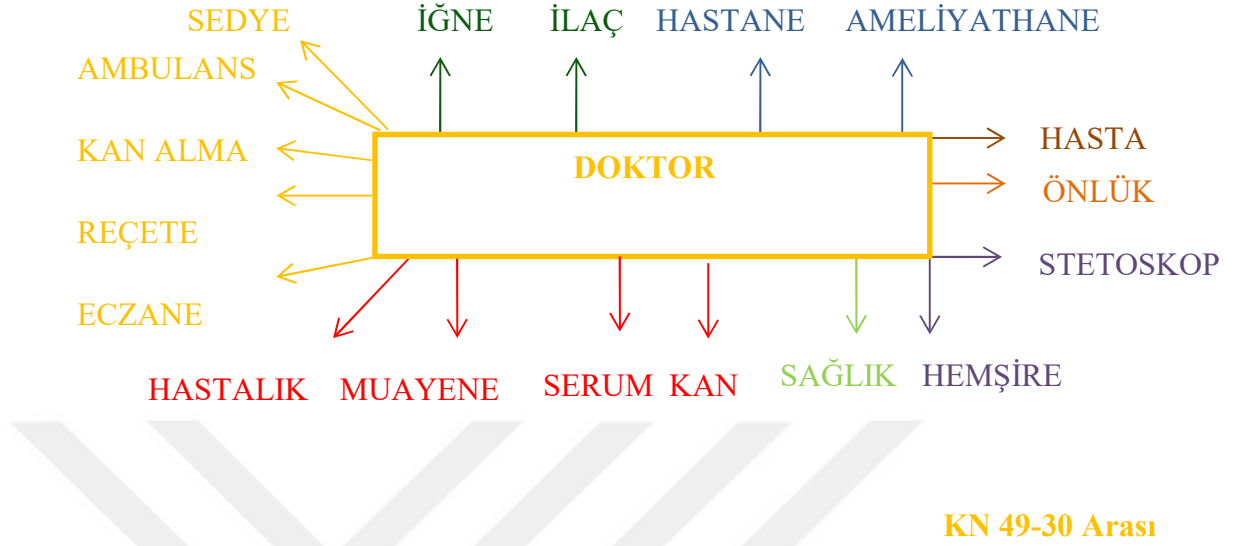 SEDYE İĞNE İLAÇ HASTANE AMELİYATHANE
AMBULANS
KAN ALMA
DOKTOR
HASTA
ÖNLÜK
REÇETE
STETOSKOP
ECZANE
HASTALIK MUAYENE SERUM KAN SAĞLIK HEMŞİRE
KN 49-30 Arası